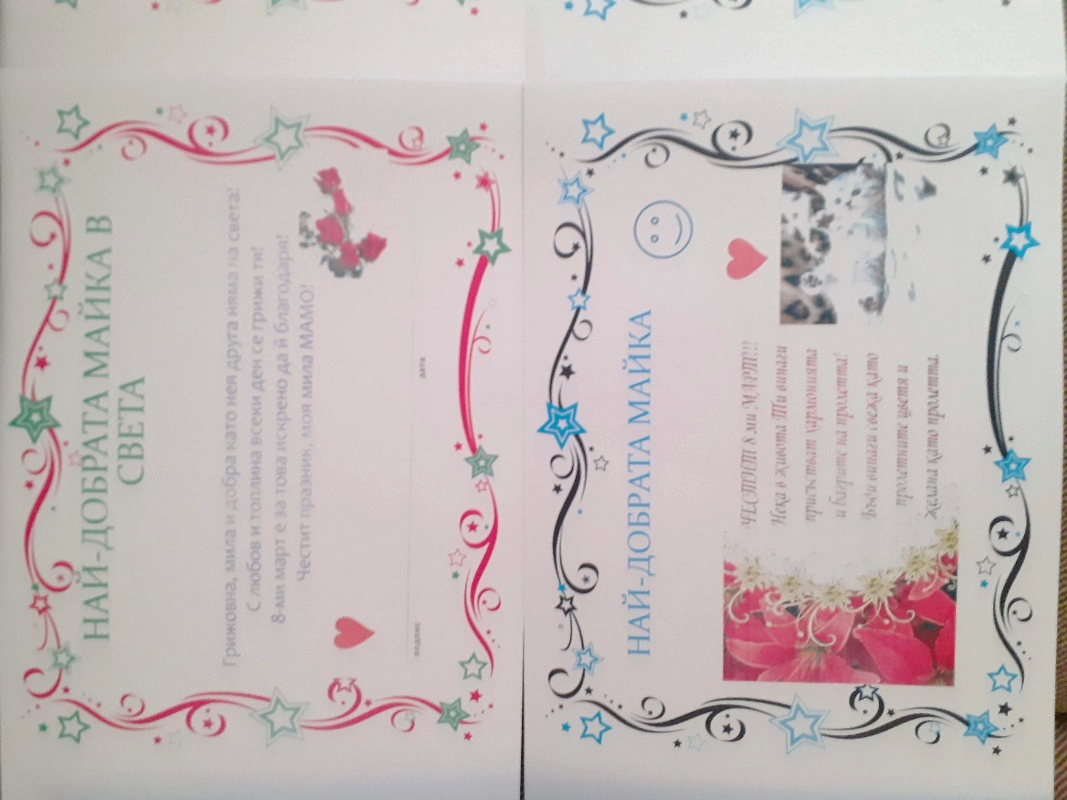 НАЙ-ДОБРАТА МАЙКА В
СВЕТА
Грижовна, мила и добра като нея друга няма на света!
С любов и топлина всеки ден се грижи тя!
8-ми март е за това искрено да й благодаря!
Честит празник, моя мила МАМО!
подпис
дата
НАЙ-ДОБРАТА МАЙКА
ЧЕСТИТ 8 ми МАРТ!!!
Нека в живота Ти винаги
присъстват хармонията
и багрите на пролетта!
Бъди винаги свежа като
пролетните цветя и
желана като пролетта.